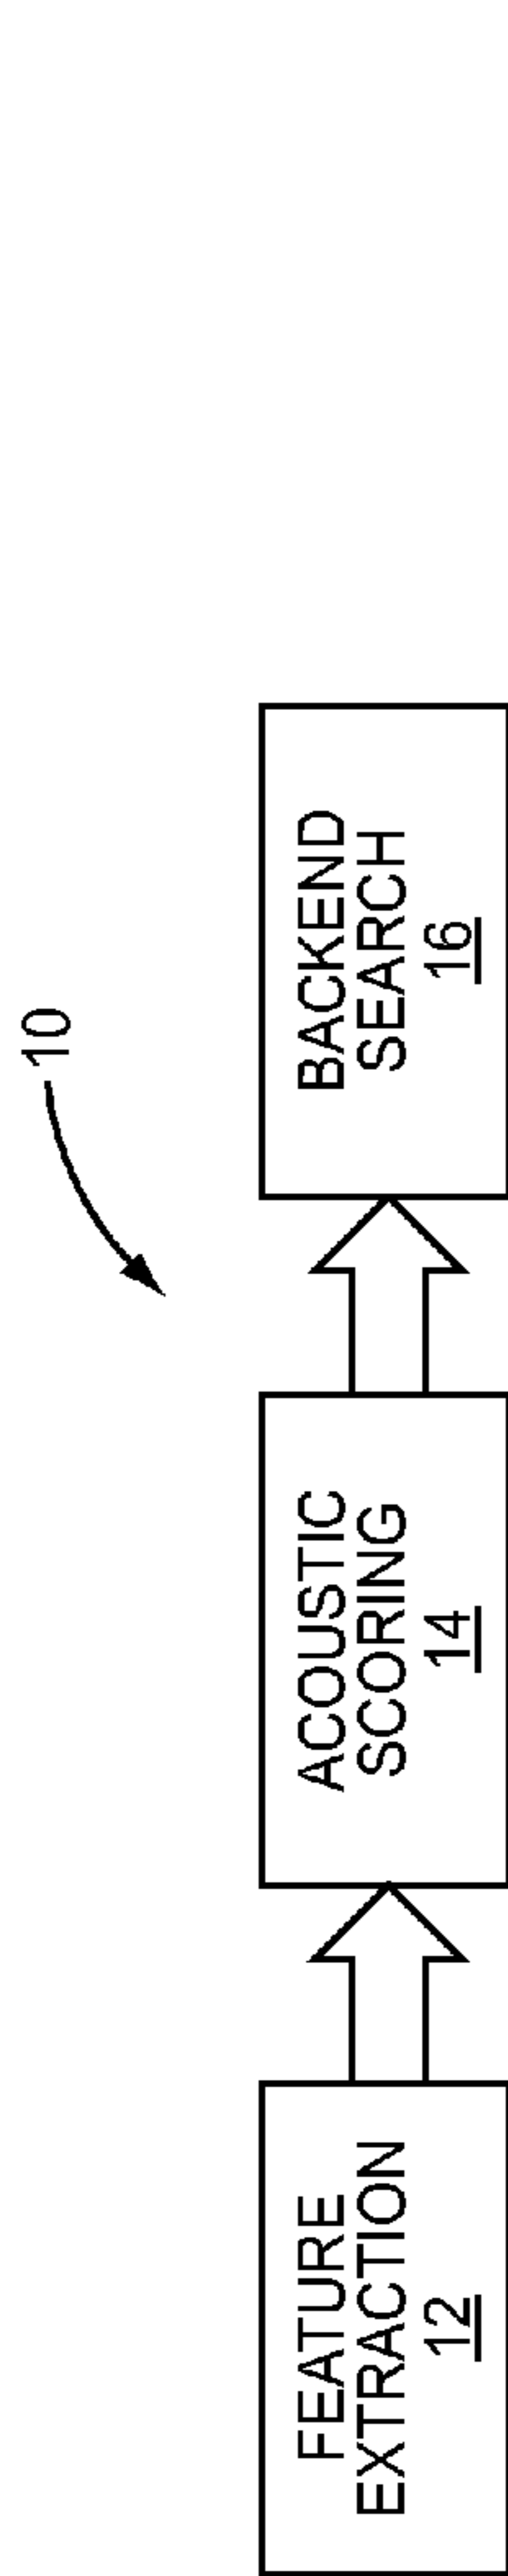 10
FEATURE
EXTRACTION
12
ACOUSTIC
SCORING
14
BACKEND
SEARCH
16